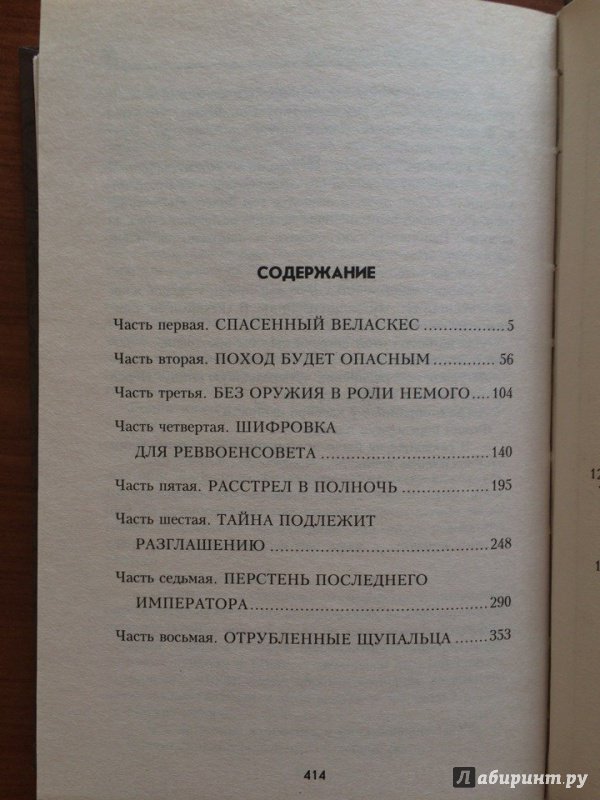 СОДЕРЖАНИЕ
Часть первая. СПАСЕННЫЙ ВЕЛАСКЕС ................ 5
Часть вторая. ПОХОД БУДЕТ ОПАСНЫМ ............. 56
Часть третья. БЕЗ ОРУЖИЯ В РОЛИ НЕМОГО .... 104
Часть четвертая. ШИФРОВКА
ДЛЯ РЕВВОЕНСОВЕТА ................................ 140
Часть пятая. РАССТРЕЛ В ПОЛНОЧЬ ................. 195
Часть шестая. ТАЙНА ПОДЛЕЖИТ
РАЗГЛАШЕНИЮ ........................................ 248
Часть седьмая. ПЕРСТЕНЬ ПОСЛЕДНЕГО
ИМПЕРАТОРА .......................................... 290
Часть восьмая. ОТРУБЛЕННЫЕ ЩУПАЛЬЦА ...... 353
414
Лабиринт.ру